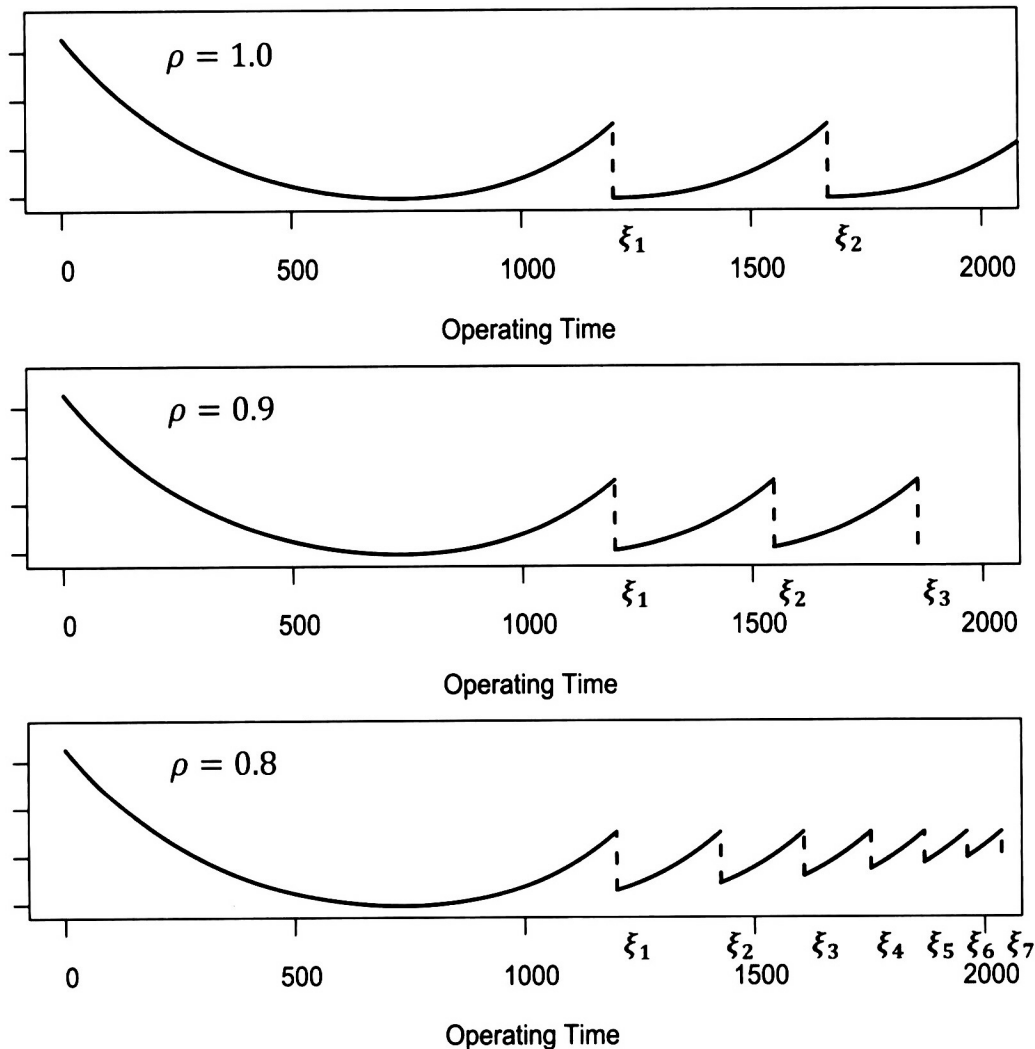 ρ = 1.0
ξ₁ ξ₂
0 500 1000 1500 2000
Operating Time
ρ = 0.9
ξ₁ ξ₂ ξ₃
0 500 1000 1500 2000
Operating Time
ρ = 0.8
ξ₁ ξ₂ ξ₃ ξ₄ ξ₅ ξ₆ ξ₇
0 500 1000 1500 2000
Operating Time